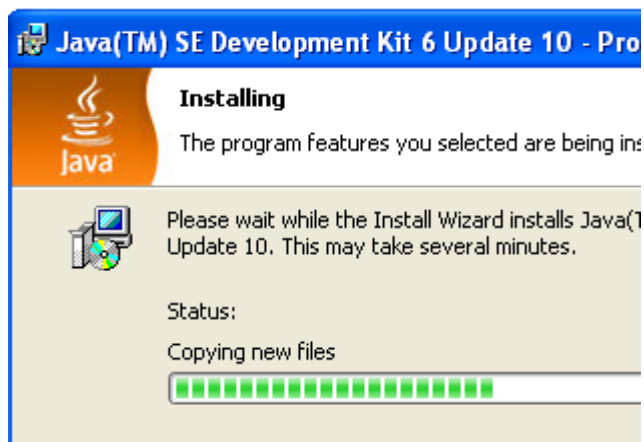 Java(TM) SE Development Kit 6 Update 10 - Pro
Installing
The program features you selected are being ins
Java
Please wait while the Install Wizard installs Java(T
Update 10. This may take several minutes.
Status:
Copying new files